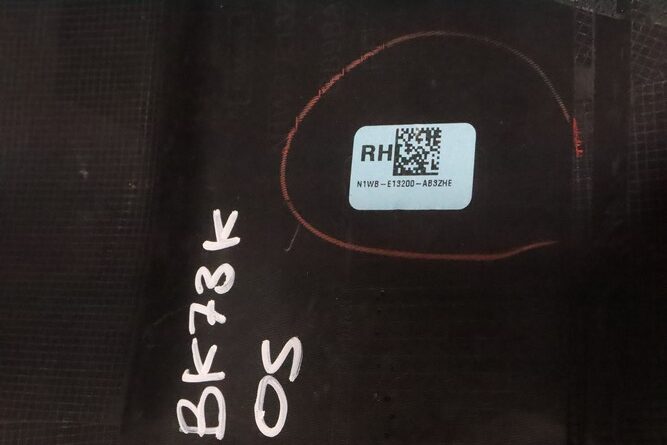 RH
N1WB-E13200-AB3ZHE
BK73K
OS